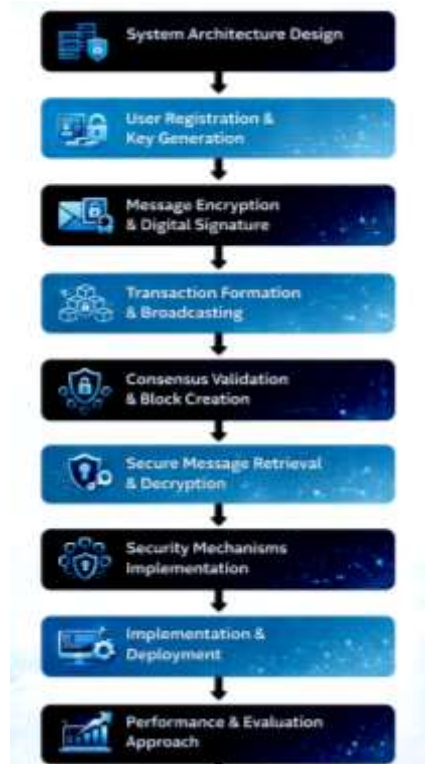 System Architecture Design
User Registration &
Key Generation
Message Encryption
& Digital Signature
Transaction Formation
& Broadcasting
Consensus Validation
& Block Creation
Secure Message Retrieval
& Decryption
Security Mechanisms
Implementation
Implementation &
Deployment
Performance & Evaluation
Approach